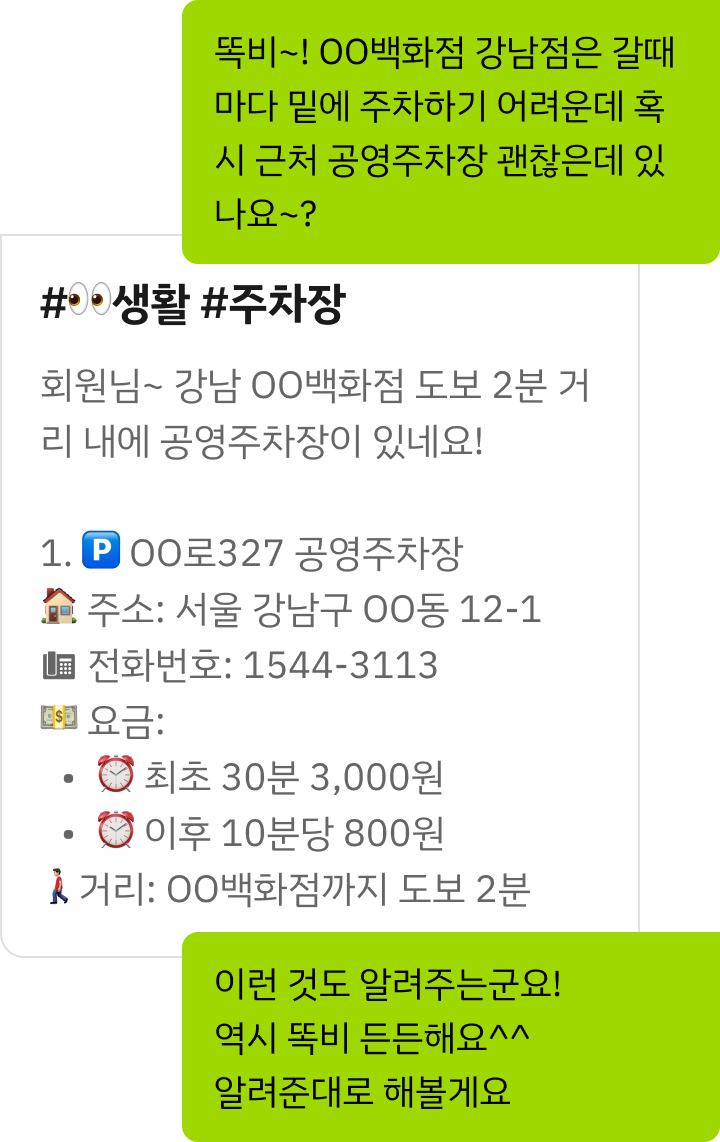 똑비~! OO백화점 강남점은 갈때
마다 밑에 주차하기 어려운데 혹
시 근처 공영주차장 괜찮은데 있
나요~?
#👀생활 #주차장
회원님~ 강남 OO백화점 도보 2분 거
리 내에 공영주차장이 있네요!
1. 🅿️ OO로327 공영주차장
🏠 주소: 서울 강남구 OO동 12-1
📠 전화번호: 1544-3113
💵 요금:
• ⏰ 최초 30분 3,000원
• ⏰ 이후 10분당 800원
🚶거리: OO백화점까지 도보 2분
이런 것도 알려주는군요!
역시 똑비 든든해요^^
알려준대로 해볼게요